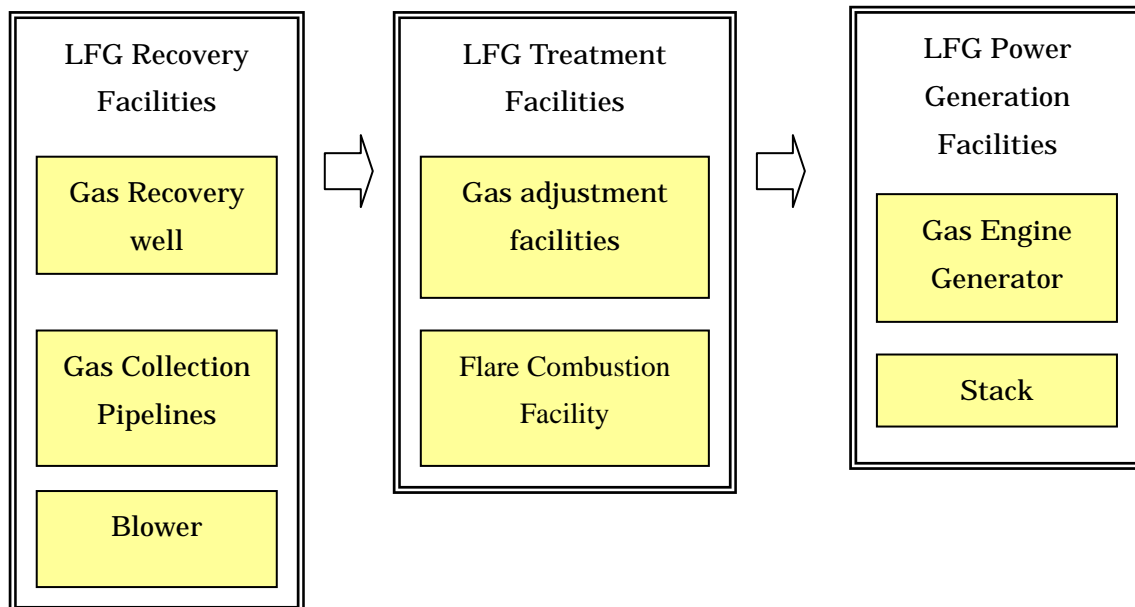 LFG Recovery
Facilities
Gas Recovery
well
Gas Collection
Pipelines
Blower
LFG Treatment
Facilities
Gas adjustment
facilities
Flare Combustion
Facility
LFG Power
Generation
Facilities
Gas Engine
Generator
Stack